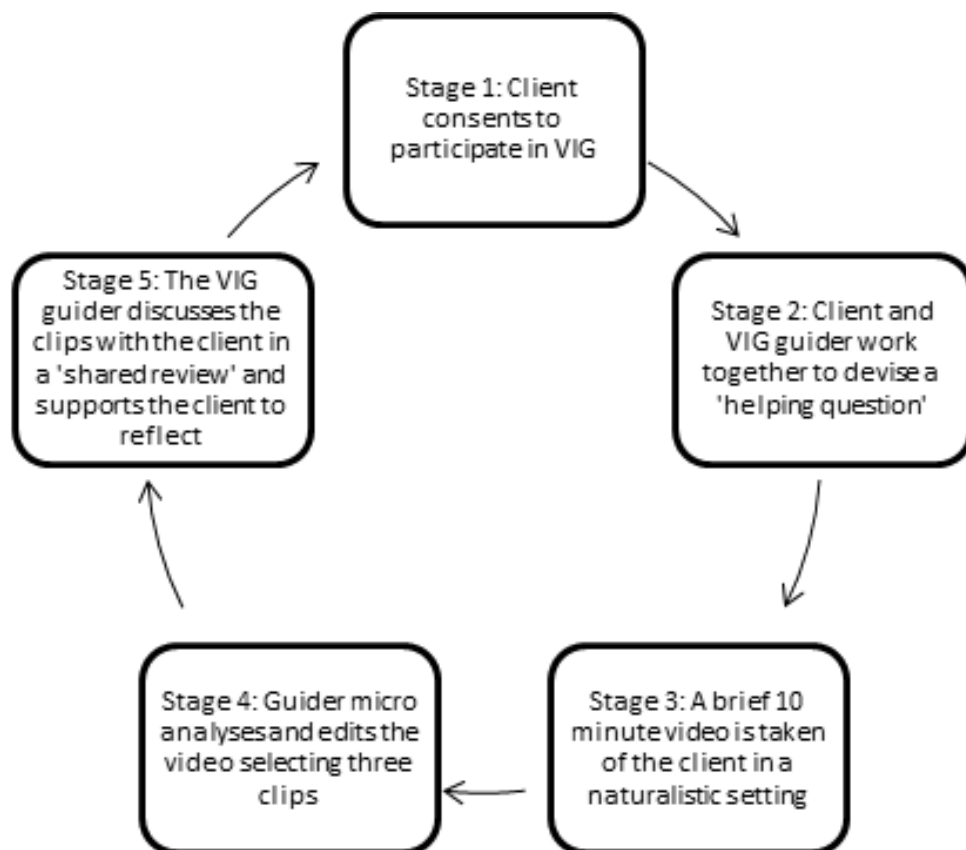 Stage 1: Client
consents to
participate in VIG
Stage 2: Client and
VIG guider work
together to devise a
'helping question'
Stage 3: A brief 10
minute video is taken
of the client in a
naturalistic setting
Stage 4: Guider micro
analyses and edits the
video selecting three
clips
Stage 5: The VIG
guider discusses the
clips with the client in
a 'shared review' and
supports the client to
reflect